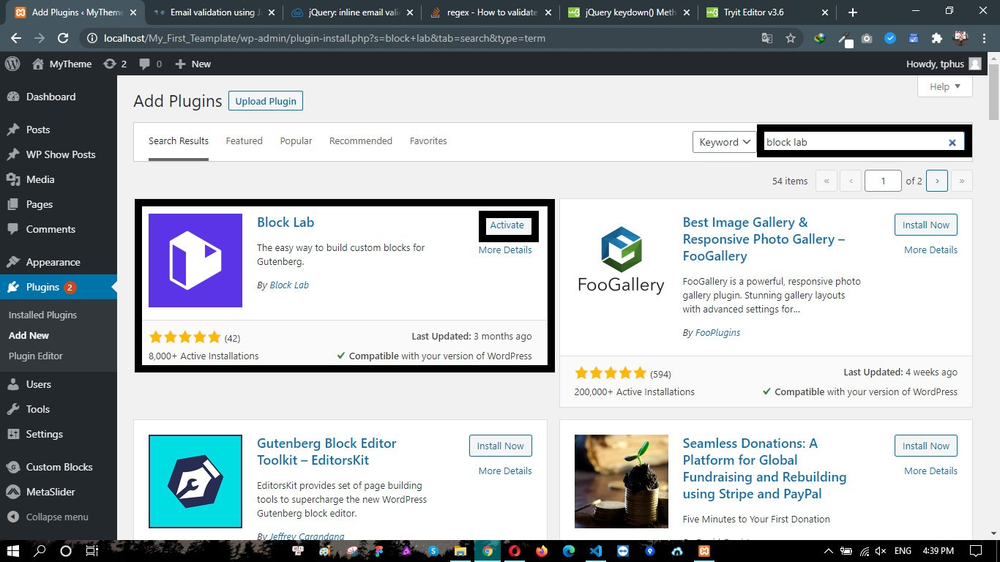 Add Plugins ‹ MyTheme
Email validation using Ja
jQuery: inline email vali
regex - How to validate
jQuery keydown() Meth
Tryit Editor v3.6
localhost/My_First_Teamplate/wp-admin/plugin-install.php?s=block+lab&tab=search&type=term
MyTheme
2
0
New
Howdy, tphus
Dashboard
Posts
WP Show Posts
Media
Pages
Comments
Appearance
Plugins 2
Installed Plugins
Add New
Plugin Editor
Users
Tools
Settings
Custom Blocks
MetaSlider
Collapse menu
Help
Add Plugins
Upload Plugin
Search Results
Featured
Popular
Recommended
Favorites
Keyword
block lab
54 items « ‹ 1 of 2 › »
Block Lab
Activate
More Details
The easy way to build custom blocks for
Gutenberg.
By Block Lab
(42)
Last Updated: 3 months ago
8,000+ Active Installations
Compatible with your version of WordPress
Best Image Gallery &
Responsive Photo Gallery –
FooGallery
Install Now
More Details
FooGallery
FooGallery is a powerful, responsive photo
gallery plugin. Stunning gallery layouts
with advanced settings for...
By FooPlugins
(594)
Last Updated: 4 weeks ago
200,000+ Active Installations
Compatible with your version of WordPress
Gutenberg Block Editor
Toolkit – EditorsKit
Install Now
More Details
EditorsKit provides set of page building
tools to supercharge the new WordPress
Gutenberg block editor.
By Jeffrey Carandang
Seamless Donations: A
Platform for Global
Fundraising and Rebuilding
using Stripe and PayPal
Install Now
More Details
Five Minutes to Your First Donation
ENG
4:39 PM